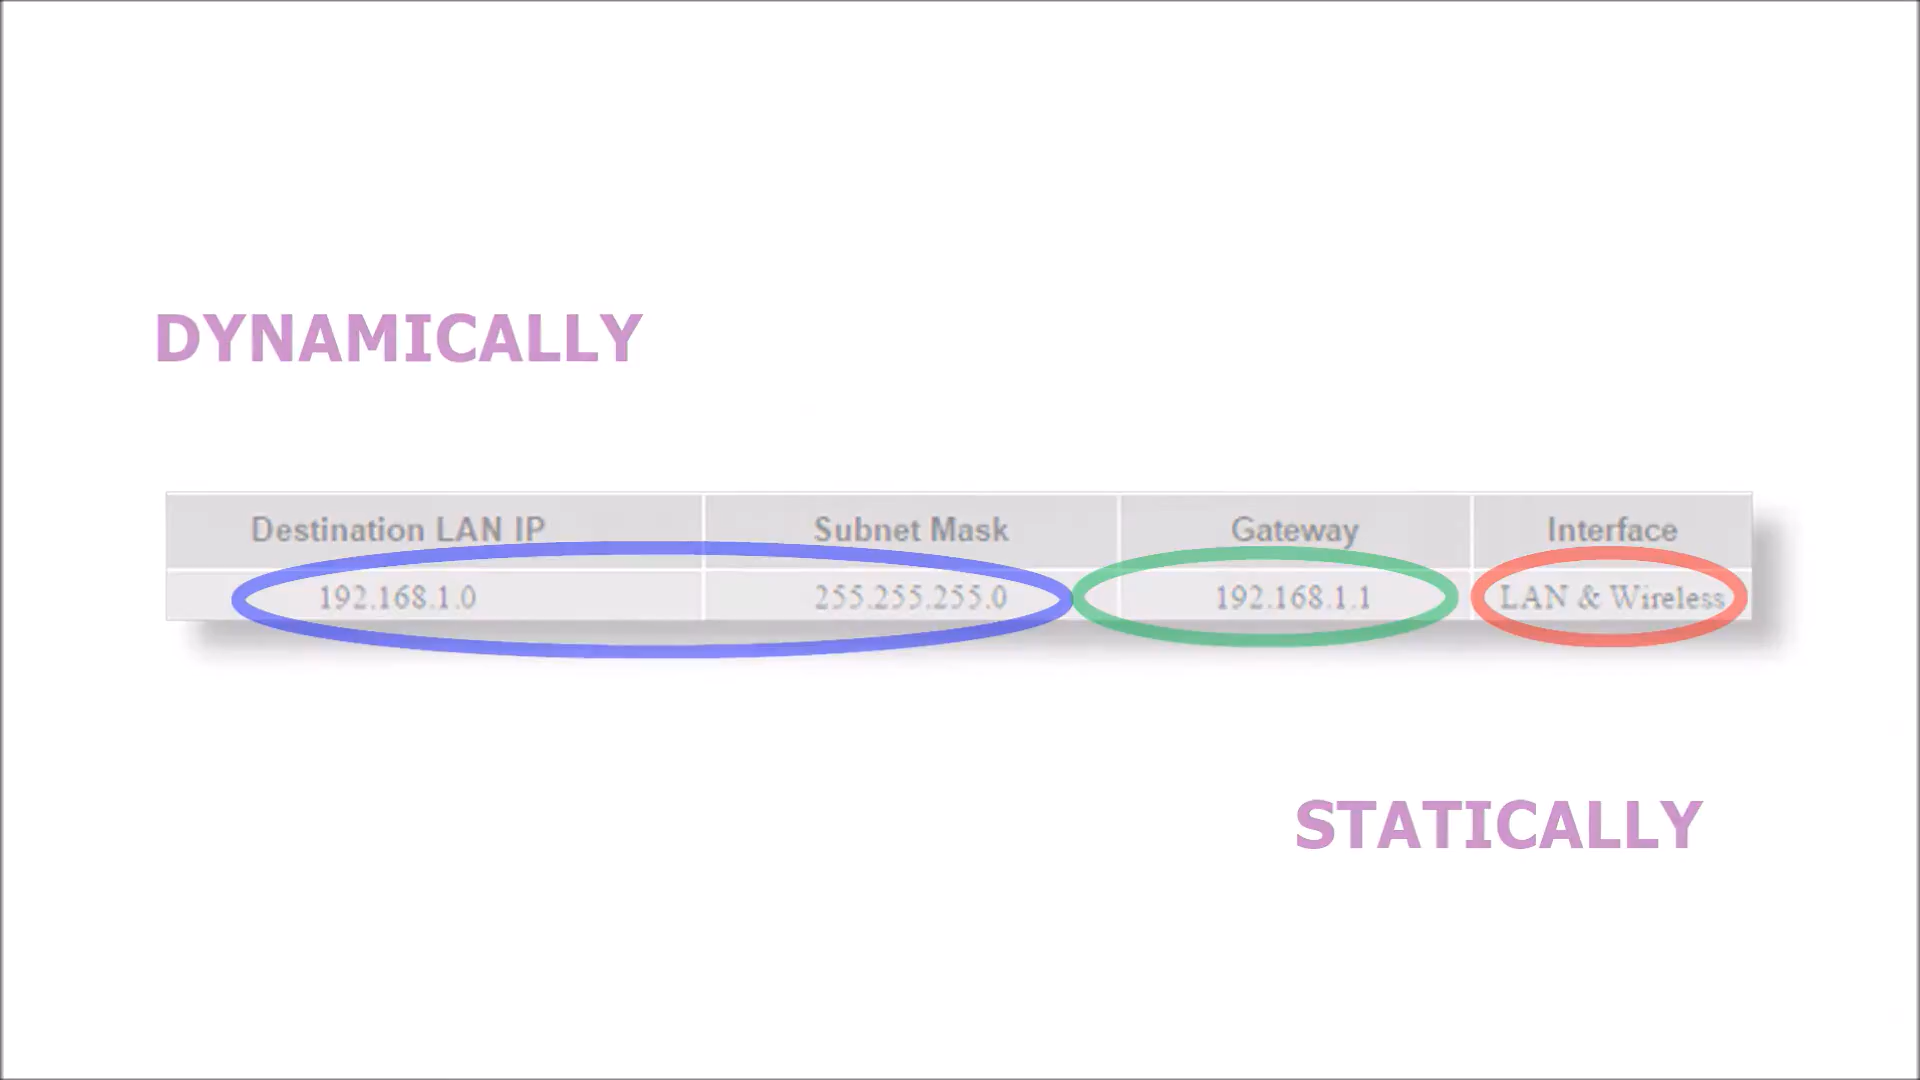 DYNAMICALLY
Destination LAN IP Subnet Mask Gateway Interface
192.168.1.0 255.255.255.0 192.168.1.1 LAN & Wireless
STATICALLY